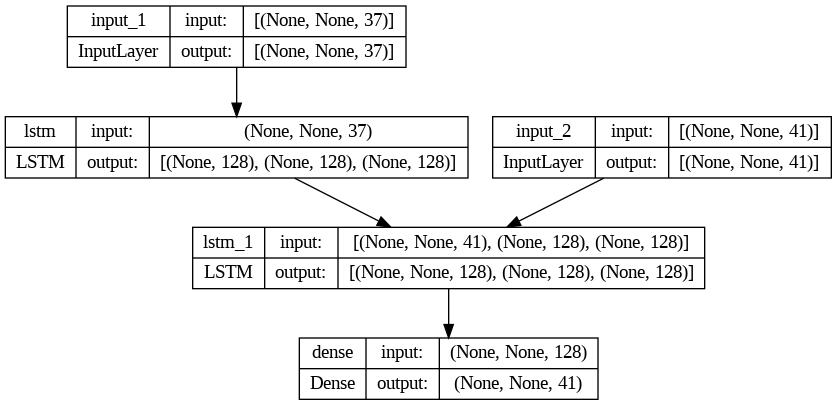 input_1 input: [(None, None, 37)]
InputLayer output: [(None, None, 37)]
lstm input: (None, None, 37)
LSTM output: [(None, 128), (None, 128), (None, 128)]
input_2 input: [(None, None, 41)]
InputLayer output: [(None, None, 41)]
lstm_1 input: [(None, None, 41), (None, 128), (None, 128)]
LSTM output: [(None, None, 128), (None, 128), (None, 128)]
dense input: (None, None, 128)
Dense output: (None, None, 41)